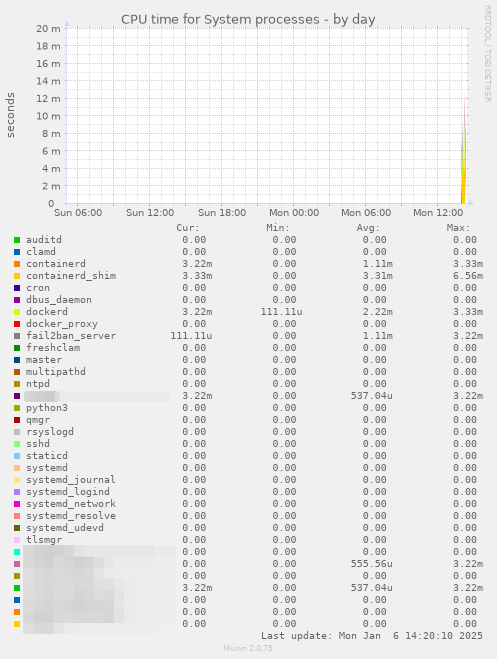 CPU time for System processes - by day
RRDTOOL / TOBI OETIKER
seconds
20 m
18 m
16 m
14 m
12 m
10 m
8 m
6 m
4 m
2 m
0
Sun 06:00 Sun 12:00 Sun 18:00 Mon 00:00 Mon 06:00 Mon 12:00
Cur: Min: Avg: Max:
auditd 0.00 0.00 0.00 0.00
clamd 0.00 0.00 0.00 0.00
containerd 3.22m 0.00 1.11m 3.33m
containerd_shim 3.33m 0.00 3.31m 6.56m
cron 0.00 0.00 0.00 0.00
dbus_daemon 0.00 0.00 0.00 0.00
dockerd 3.22m 111.11u 2.22m 3.33m
docker_proxy 0.00 0.00 0.00 0.00
fail2ban_server 111.11u 0.00 1.11m 3.22m
freshclam 0.00 0.00 0.00 0.00
master 0.00 0.00 0.00 0.00
multipathd 0.00 0.00 0.00 0.00
ntpd 0.00 0.00 0.00 0.00
3.22m 0.00 537.04u 3.22m
python3 0.00 0.00 0.00 0.00
qmgr 0.00 0.00 0.00 0.00
rsyslogd 0.00 0.00 0.00 0.00
sshd 0.00 0.00 0.00 0.00
staticd 0.00 0.00 0.00 0.00
systemd 0.00 0.00 0.00 0.00
systemd_journal 0.00 0.00 0.00 0.00
systemd_logind 0.00 0.00 0.00 0.00
systemd_network 0.00 0.00 0.00 0.00
systemd_resolve 0.00 0.00 0.00 0.00
systemd_udevd 0.00 0.00 0.00 0.00
tlsmgr 0.00 0.00 0.00 0.00
0.00 0.00 0.00 0.00
0.00 0.00 555.56u 3.22m
0.00 0.00 0.00 0.00
3.22m 0.00 537.04u 3.22m
0.00 0.00 0.00 0.00
0.00 0.00 0.00 0.00
0.00 0.00 0.00 0.00
Last update: Mon Jan 6 14:20:10 2025
Munin 2.0.75